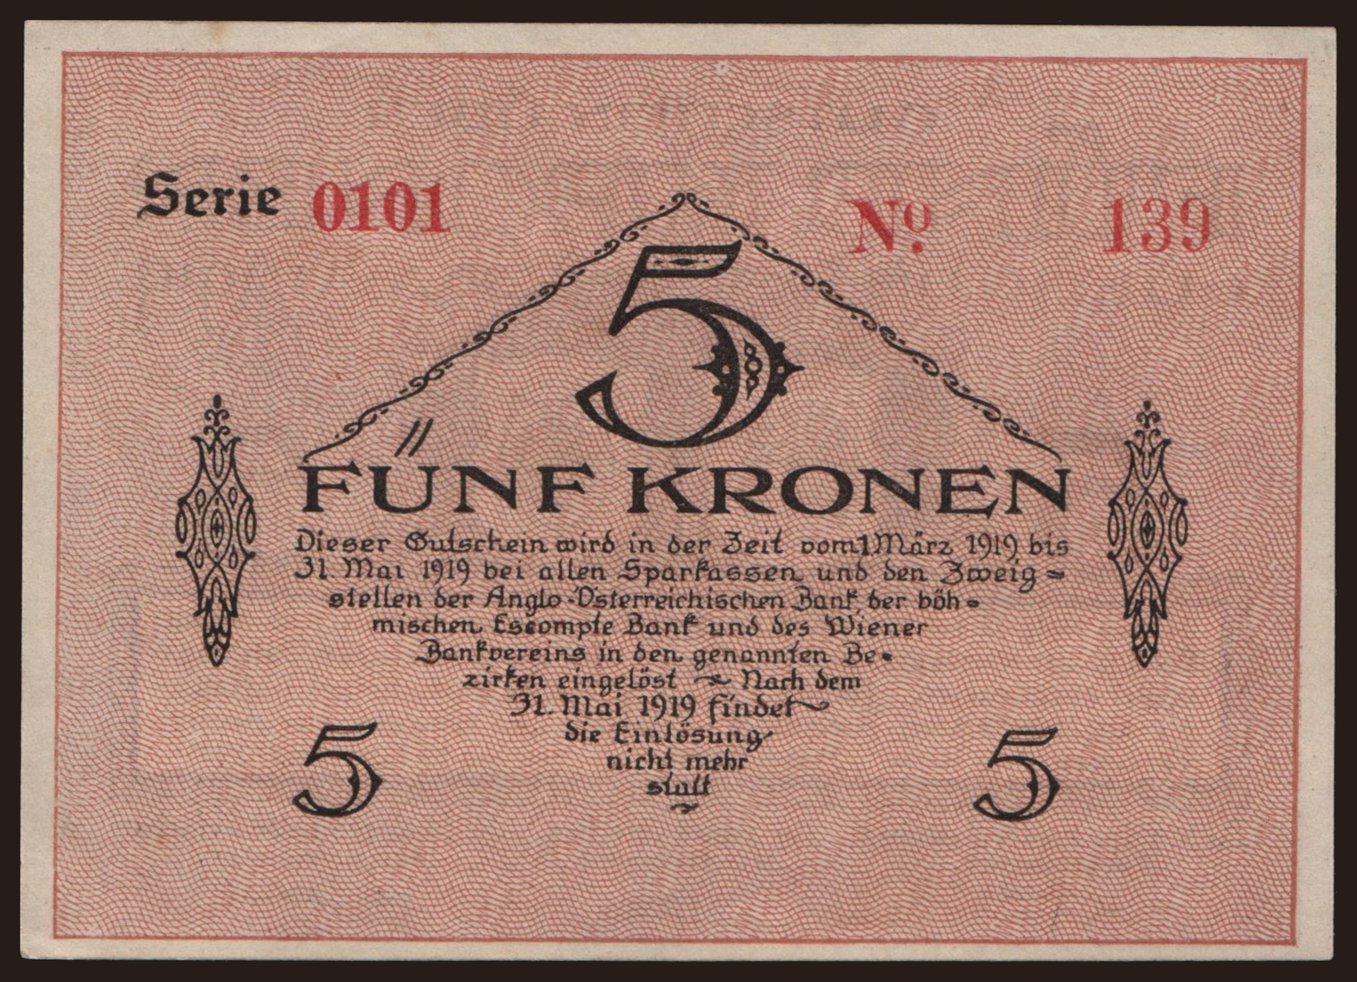 Serie 0101 No. 139
5
FÜNF KRONEN
Dieser Gutschein wird in der Zeit vom 1 März 1919 bis
31. Mai 1919 bei allen Sparkassen und den Zweig=
stellen der Anglo-Österreichischen Bank, der böh=
mischen Escompte Bank und des Wiener
Bankvereins in den genannten Be=
zirken eingelöst ~ Nach dem
31. Mai 1919 findet
die Einlösung
nicht mehr
statt
5 5